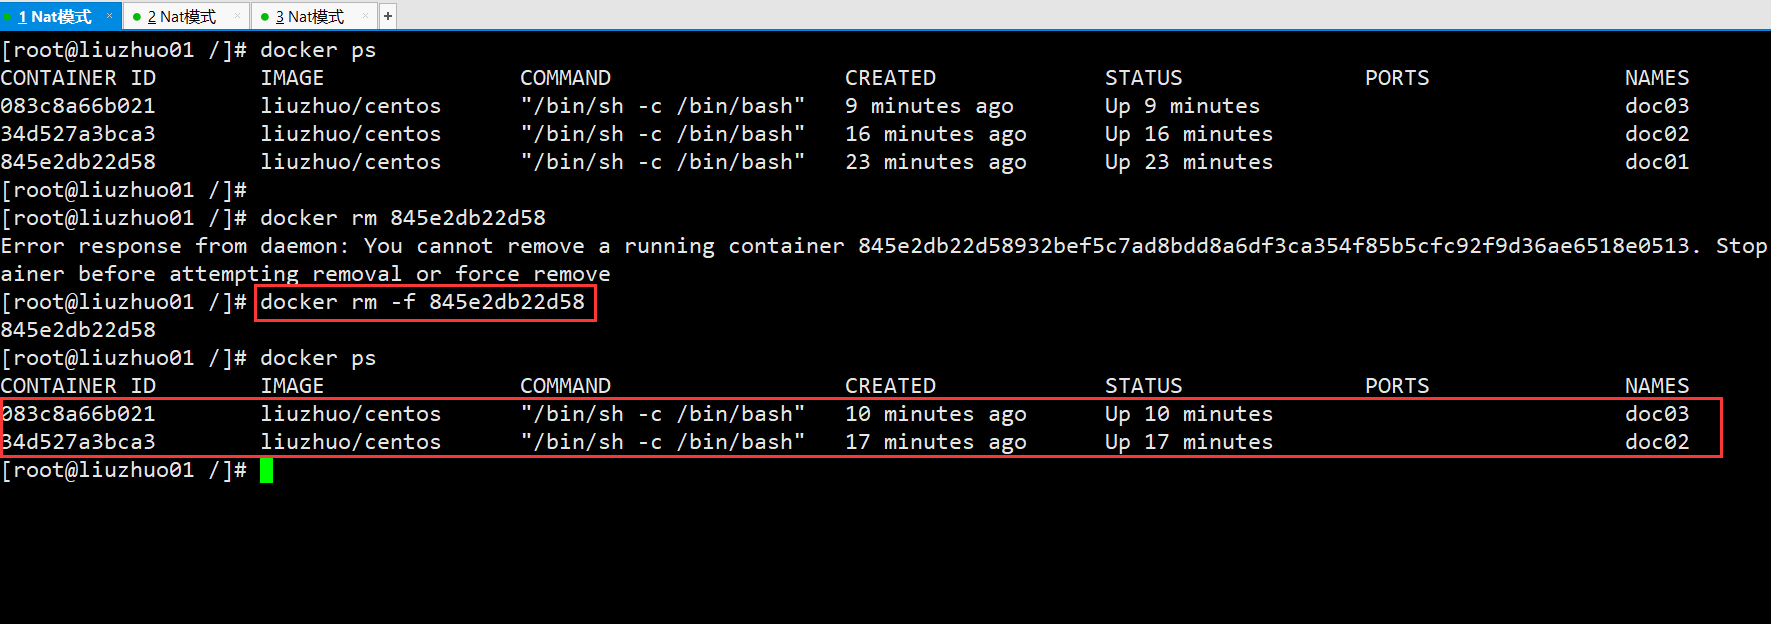 1 Nat模式 × 2 Nat模式 × 3 Nat模式 × +
[root@liuzhuo01 /]# docker ps
CONTAINER ID IMAGE COMMAND CREATED STATUS PORTS NAMES
083c8a66b021 liuzhuo/centos "/bin/sh -c /bin/bash" 9 minutes ago Up 9 minutes doc03
34d527a3bca3 liuzhuo/centos "/bin/sh -c /bin/bash" 16 minutes ago Up 16 minutes doc02
845e2db22d58 liuzhuo/centos "/bin/sh -c /bin/bash" 23 minutes ago Up 23 minutes doc01
[root@liuzhuo01 /]#
[root@liuzhuo01 /]# docker rm 845e2db22d58
Error response from daemon: You cannot remove a running container 845e2db22d58932bef5c7ad8bdd8a6df3ca354f85b5cfc92f9d36ae6518e0513. Stop
ainer before attempting removal or force remove
[root@liuzhuo01 /]# docker rm -f 845e2db22d58
845e2db22d58
[root@liuzhuo01 /]# docker ps
CONTAINER ID IMAGE COMMAND CREATED STATUS PORTS NAMES
083c8a66b021 liuzhuo/centos "/bin/sh -c /bin/bash" 10 minutes ago Up 10 minutes doc03
34d527a3bca3 liuzhuo/centos "/bin/sh -c /bin/bash" 17 minutes ago Up 17 minutes doc02
[root@liuzhuo01 /]#